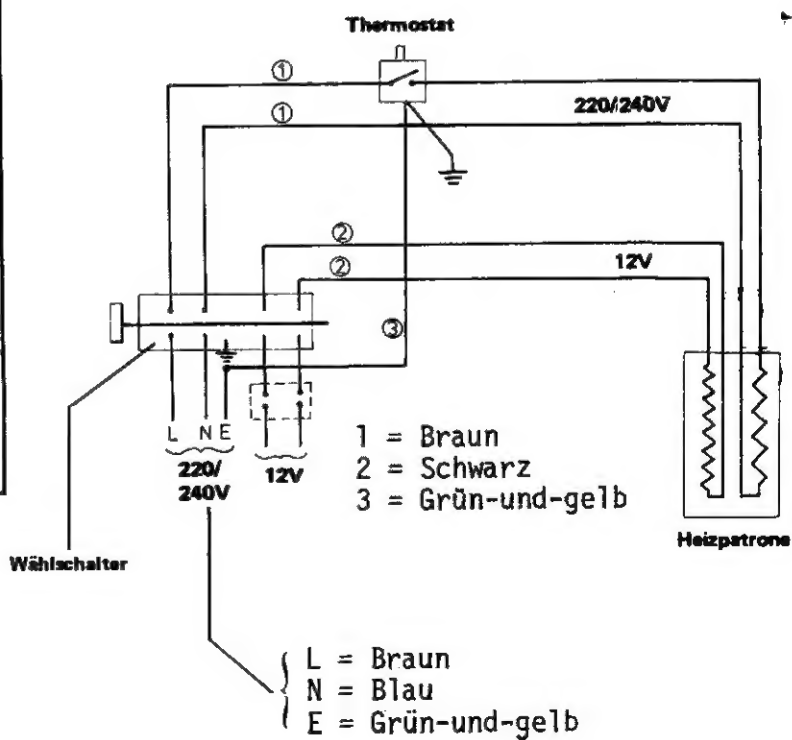 Thermostat
①
①
220/240V
②
②
12V
③
L N E
220/
240V
12V
1 = Braun
2 = Schwarz
3 = Grün-und-gelb
Wählschalter
Heizpatrone
L = Braun
N = Blau
E = Grün-und-gelb